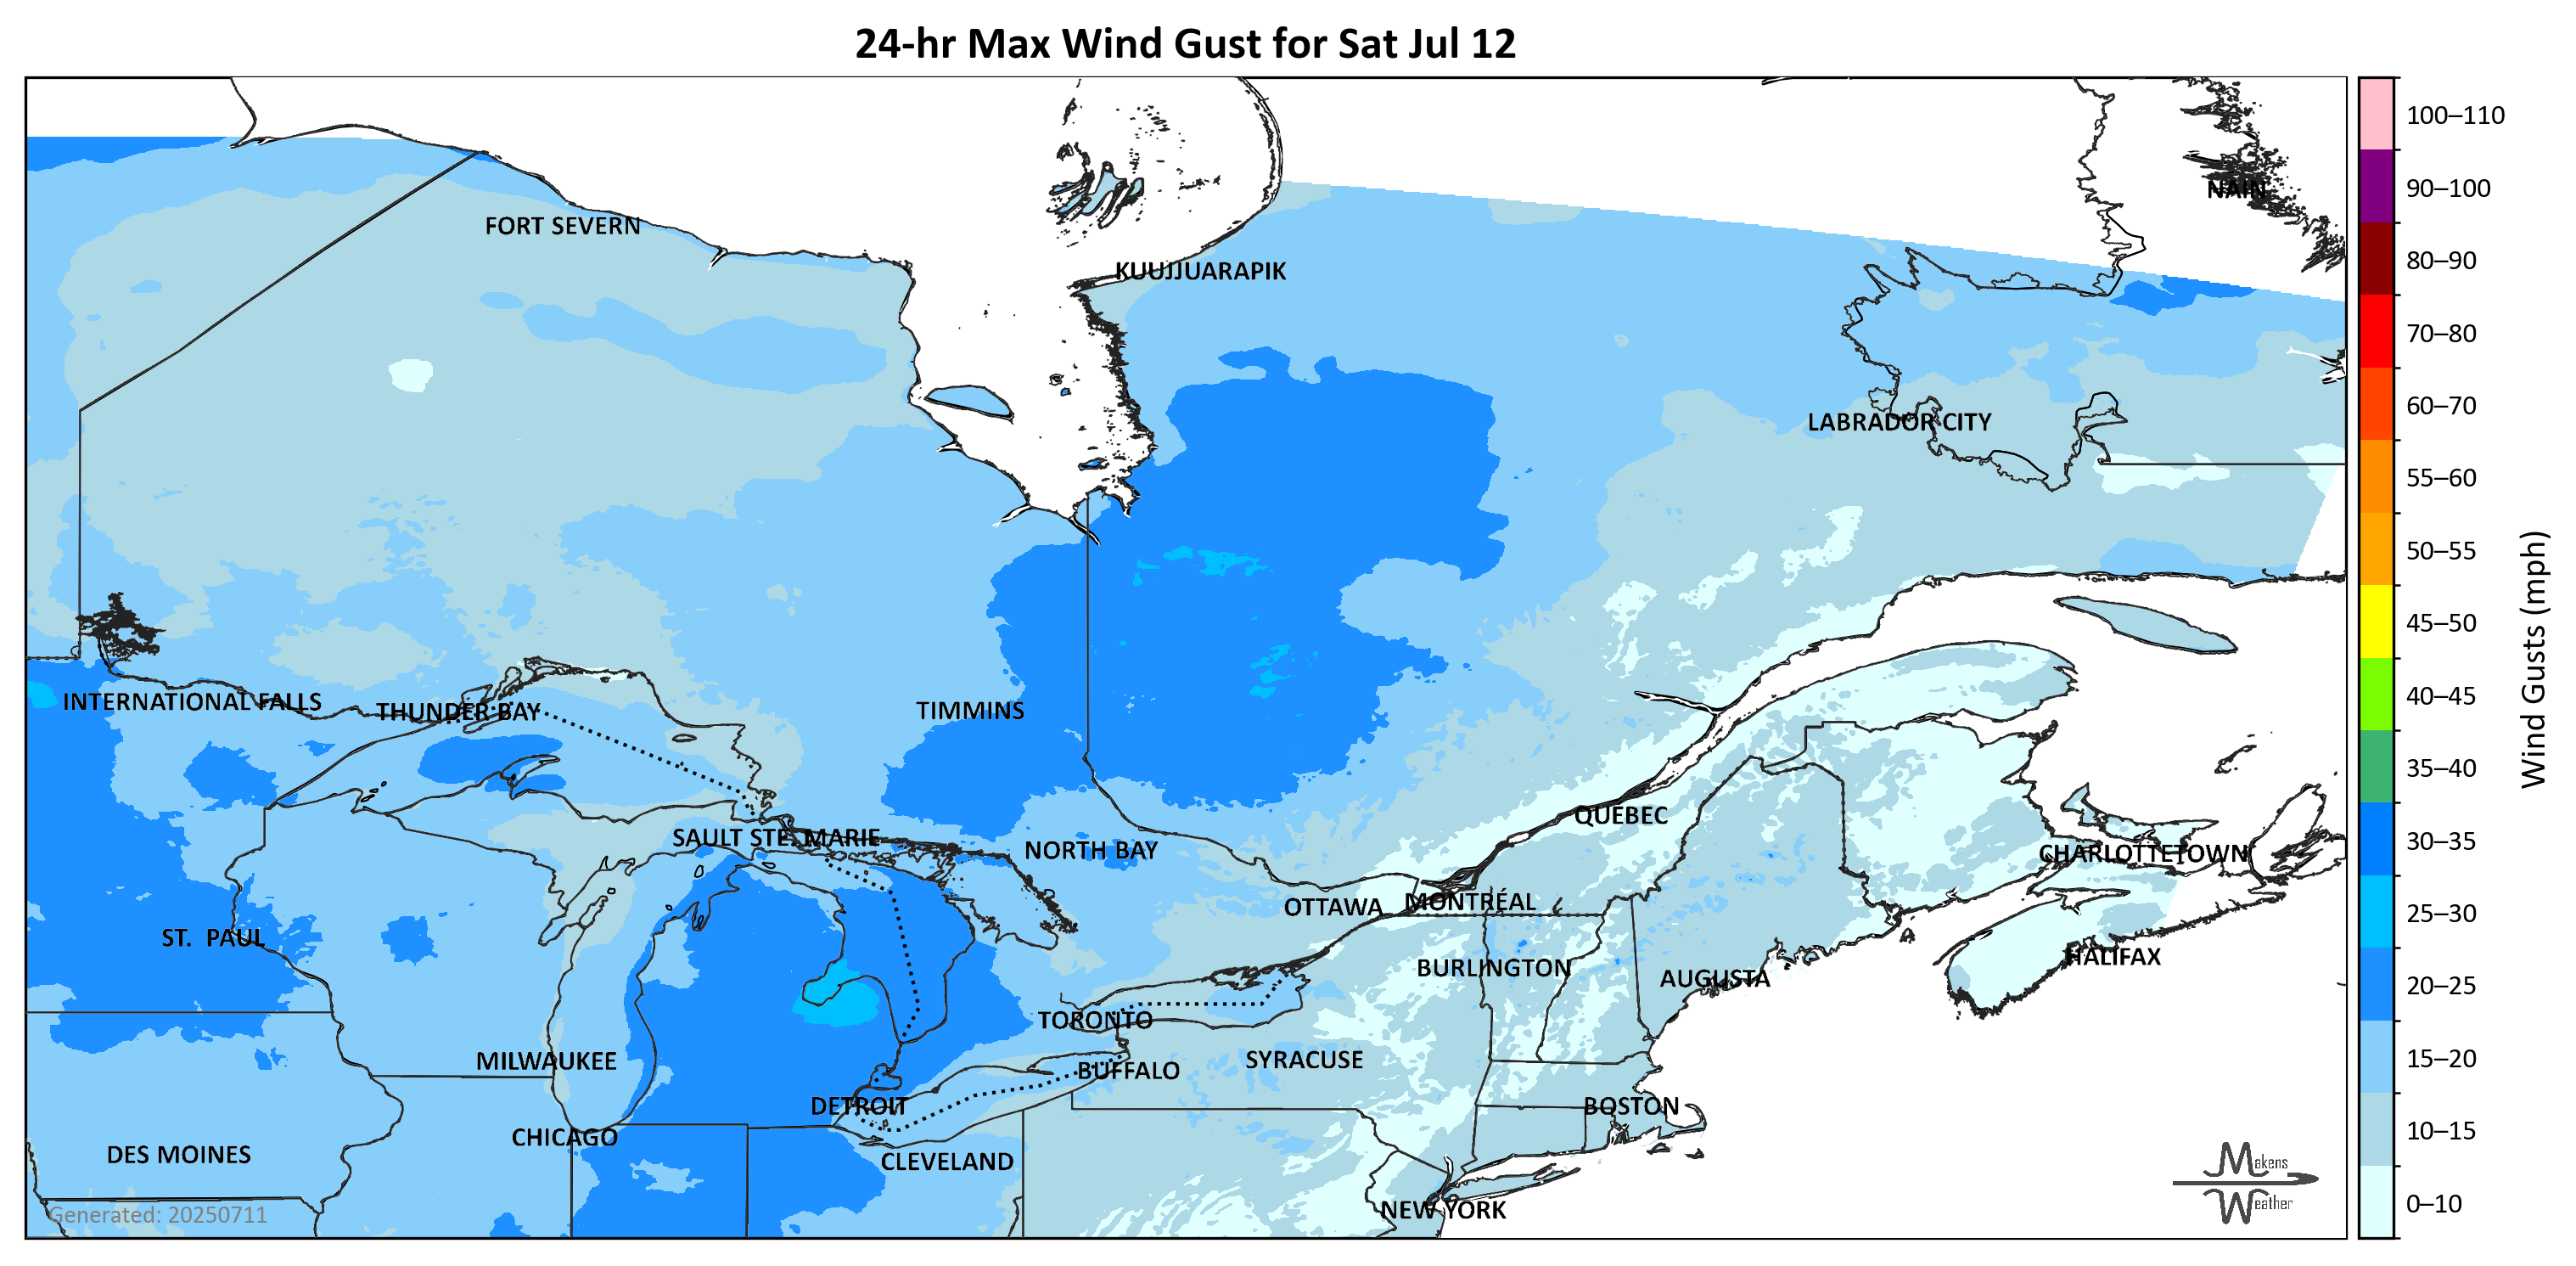 24-hr Max Wind Gust for Sat Jul 12
100–110
90–100
NAIN
FORT SEVERN
80–90
KUUJJUARAPIK
70–80
60–70
LABRADOR CITY
55–60
50–55
45–50
Wind Gusts (mph)
INTERNATIONAL FALLS
THUNDER BAY
TIMMINS
40–45
35–40
QUEBEC
SAULT STE. MARIE
30–35
NORTH BAY
CHARLOTTETOWN
OTTAWA
MONTRÉAL
25–30
ST. PAUL
HALIFAX
BURLINGTON
AUGUSTA
20–25
TORONTO
MILWAUKEE
SYRACUSE
15–20
BUFFALO
DETROIT
BOSTON
10–15
CHICAGO
DES MOINES
CLEVELAND
Makens
Weather
0–10
NEW YORK
Generated: 20250711